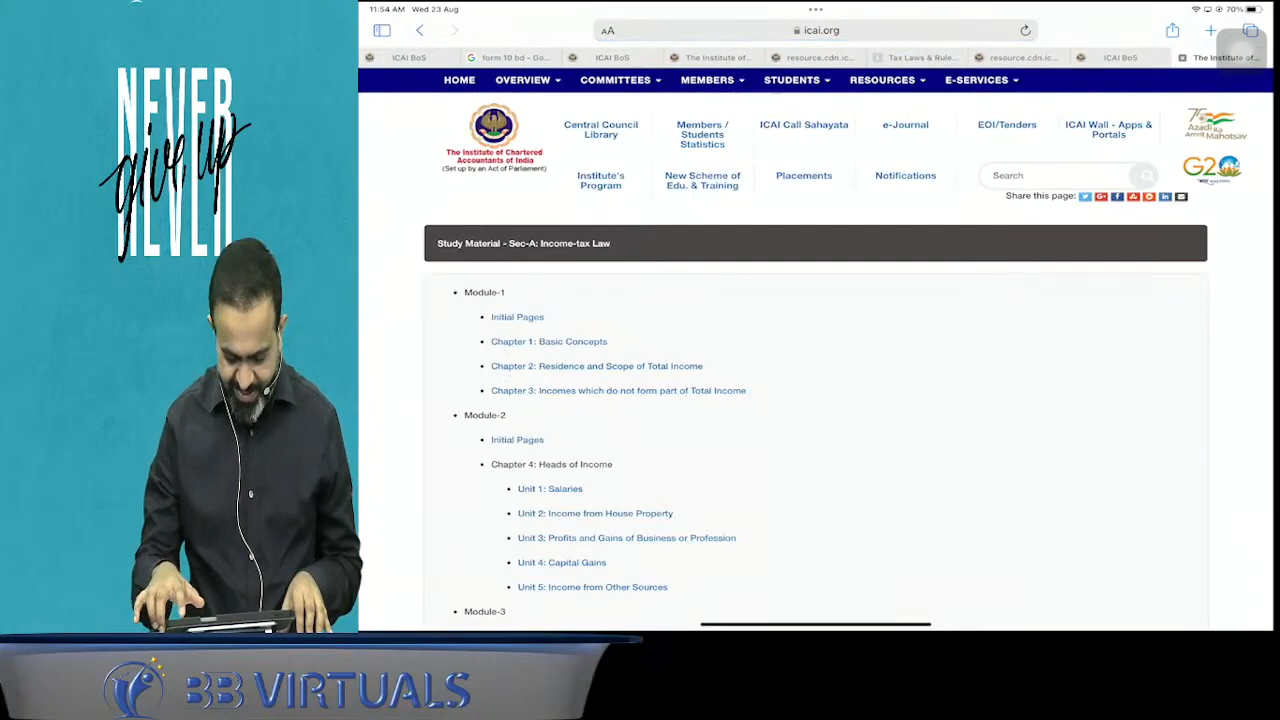 11:54 AM Wed 23 Aug
70%
AA
icai.org
ICAI BoS
form 10 bd - Go...
ICAI BoS
The Institute of...
resource.cdn.ic...
Tax Laws & Rule...
resource.cdn.ic...
ICAI BoS
The Institute of...
HOME OVERVIEW COMMITTEES MEMBERS STUDENTS RESOURCES E-SERVICES
NEVER
give up
NEVER
The Institute of Chartered
Accountants of India
(Set up by an Act of Parliament)
Central Council
Library
Members /
Students
Statistics
ICAI Call Sahayata
e-Journal
EOI/Tenders
ICAI Wall - Apps &
Portals
75
Azadi Ka
Amrit Mahotsav
Institute's
Program
New Scheme of
Edu. & Training
Placements
Notifications
Search
G20
Share this page:
Study Material - Sec-A: Income-tax Law
Module-1
Initial Pages
Chapter 1: Basic Concepts
Chapter 2: Residence and Scope of Total Income
Chapter 3: Incomes which do not form part of Total Income
Module-2
Initial Pages
Chapter 4: Heads of Income
Unit 1: Salaries
Unit 2: Income from House Property
Unit 3: Profits and Gains of Business or Profession
Unit 4: Capital Gains
Unit 5: Income from Other Sources
Module-3
BB VIRTUALS